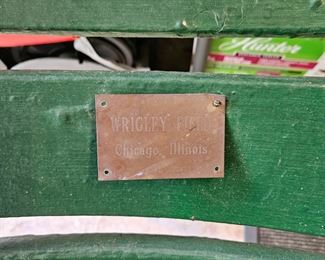 Hunter
WRIGLEY FIELD
Chicago, Illinois